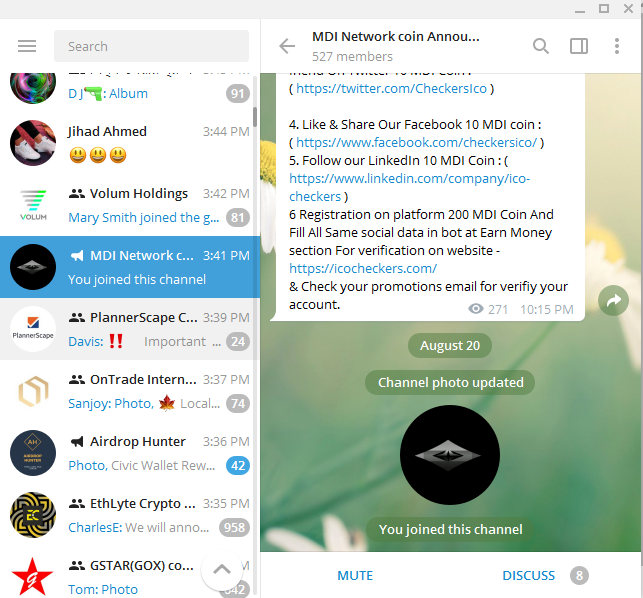 Search
MDI Network coin Annou...
527 members
D J🔫: Album
91
Jihad Ahmed
3:44 PM
😃😃😃
Volum Holdings
3:42 PM
Mary Smith joined the g...
81
VOLUM
MDI Network c...
3:41 PM
You joined this channel
PlannerScape C...
3:39 PM
Davis: ‼️ Important ...
24
PlannerScape
OnTrade Intern...
3:37 PM
Sanjoy: Photo, 🍁 Local...
74
Airdrop Hunter
3:36 PM
Photo, Civic Wallet Rew...
42
AH
AIRDROP
HUNTER
EthLyte Crypto ...
3:35 PM
CharlesE: We will anno...
958
EC
GSTAR(GOX) co...
Tom: Photo
friend On Twitter 10 MDI Coin :
( https://twitter.com/CheckersIco )
4. Like & Share Our Facebook 10 MDI coin :
( https://www.facebook.com/checkersico/ )
5. Follow our LinkedIn 10 MDI Coin : (
https://www.linkedin.com/company/ico-
checkers )
6 Registration on platform 200 MDI Coin And
Fill All Same social data in bot at Earn Money
section For verification on website -
https://icocheckers.com/
& Check your promotions email for verifiy your
account.
271 10:15 PM
August 20
Channel photo updated
You joined this channel
MUTE
DISCUSS
8